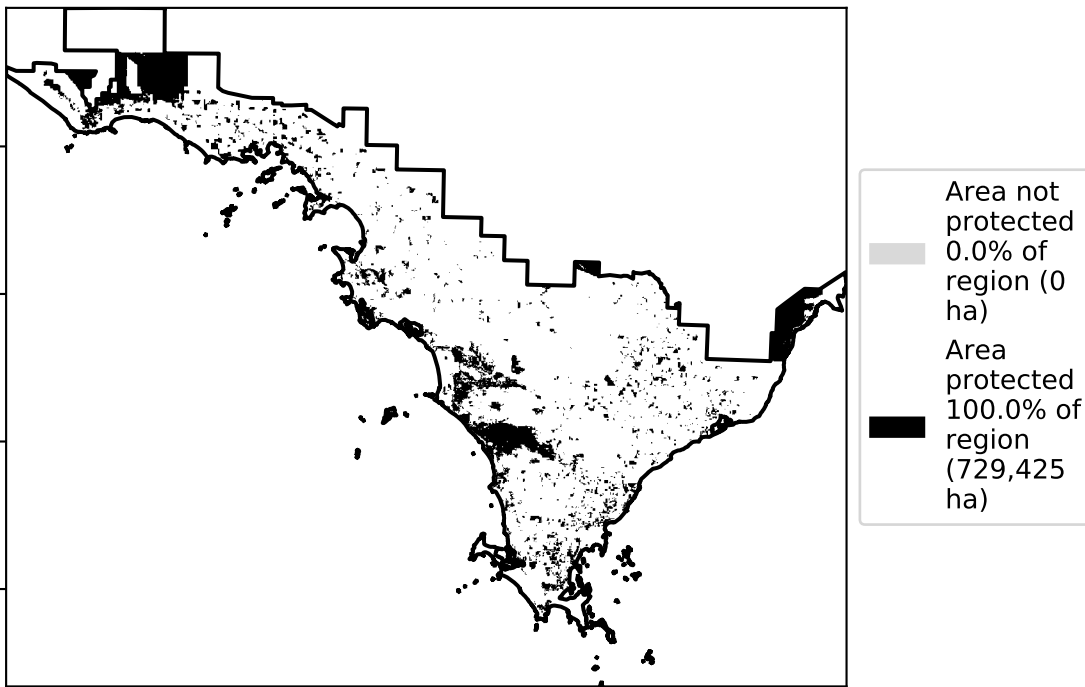 Area not
protected
0.0% of
region (0
ha)
Area
protected
100.0% of
region
(729,425
ha)